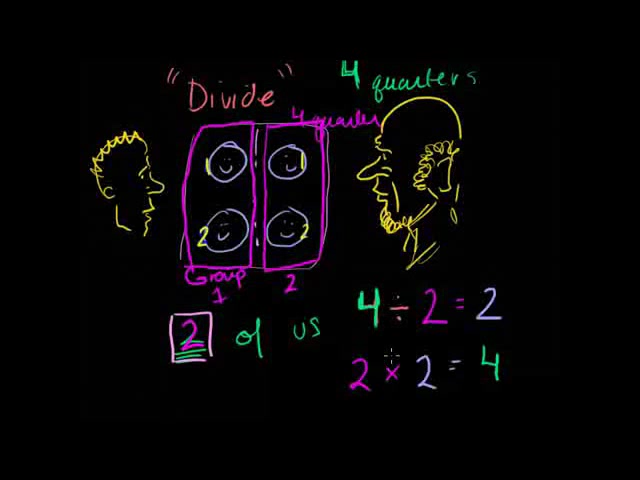 4 quarters
"Divide"
4 quarter
1 1
2 2
Group 1 2
2 of us
4 ÷ 2 = 2
2 × 2 = 4